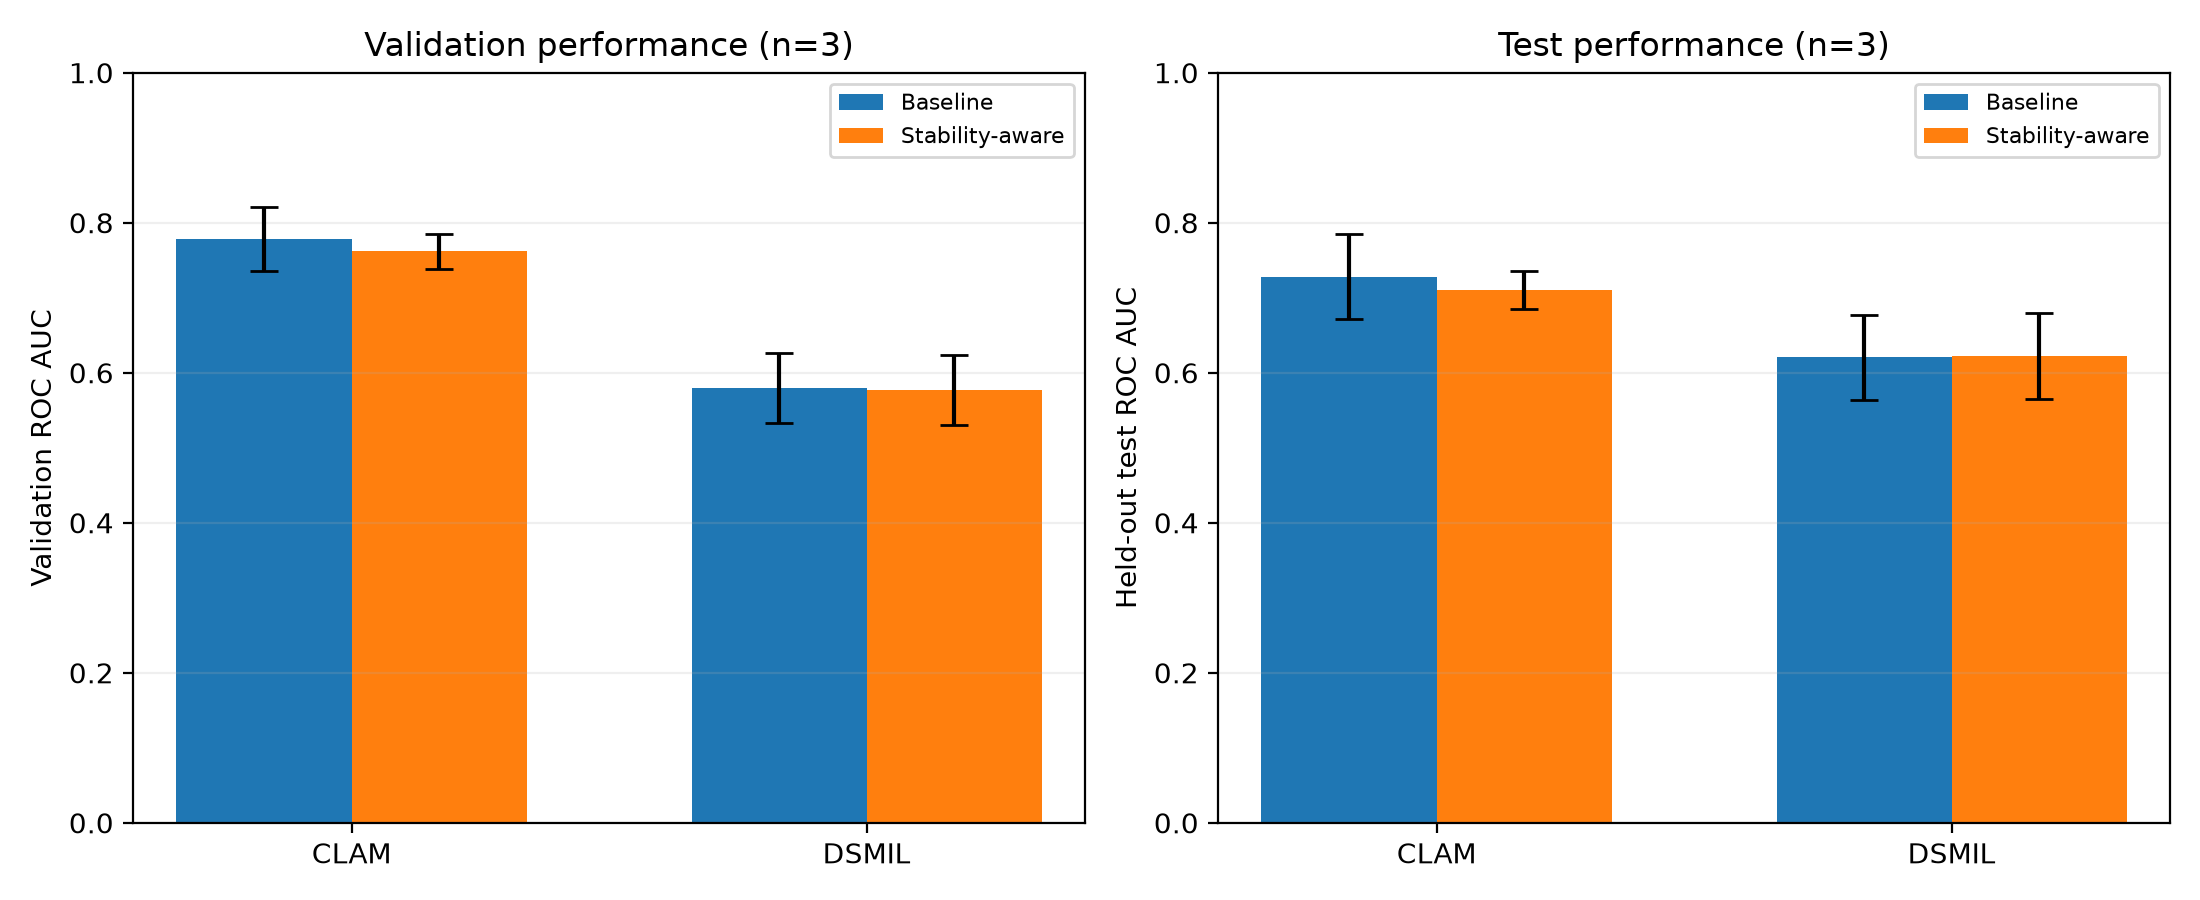 Validation performance (n=3)
Validation ROC AUC
1.0
0.8
0.6
0.4
0.2
0.0
Baseline
Stability-aware
CLAM
DSMIL
Test performance (n=3)
Held-out test ROC AUC
1.0
0.8
0.6
0.4
0.2
0.0
Baseline
Stability-aware
CLAM
DSMIL